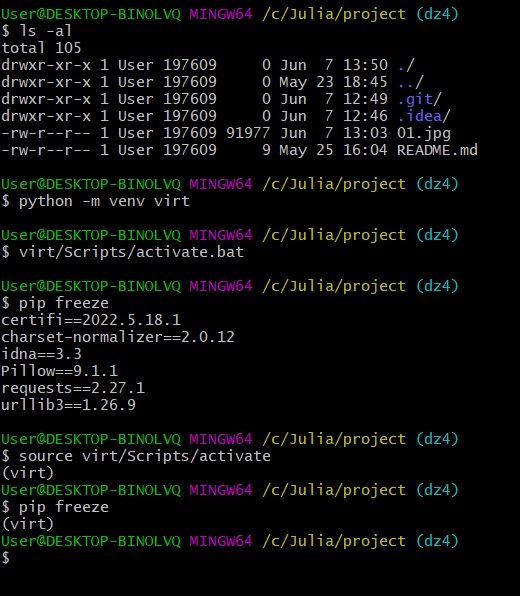 User@DESKTOP-BINOLVQ MINGW64 /c/Julia/project (dz4)
$ ls -al
total 105
drwxr-xr-x 1 User 197609     0 Jun  7 13:50 ./
drwxr-xr-x 1 User 197609     0 May 23 18:45 ../
drwxr-xr-x 1 User 197609     0 Jun  7 12:49 .git/
drwxr-xr-x 1 User 197609     0 Jun  7 12:46 .idea/
-rw-r--r-- 1 User 197609 91977 Jun  7 13:03 01.jpg
-rw-r--r-- 1 User 197609     9 May 25 16:04 README.md
User@DESKTOP-BINOLVQ MINGW64 /c/Julia/project (dz4)
$ python -m venv virt
User@DESKTOP-BINOLVQ MINGW64 /c/Julia/project (dz4)
$ virt/Scripts/activate.bat
User@DESKTOP-BINOLVQ MINGW64 /c/Julia/project (dz4)
$ pip freeze
certifi==2022.5.18.1
charset-normalizer==2.0.12
idna==3.3
Pillow==9.1.1
requests==2.27.1
urllib3==1.26.9
User@DESKTOP-BINOLVQ MINGW64 /c/Julia/project (dz4)
$ source virt/Scripts/activate
(virt)
User@DESKTOP-BINOLVQ MINGW64 /c/Julia/project (dz4)
$ pip freeze
(virt)
User@DESKTOP-BINOLVQ MINGW64 /c/Julia/project (dz4)
$